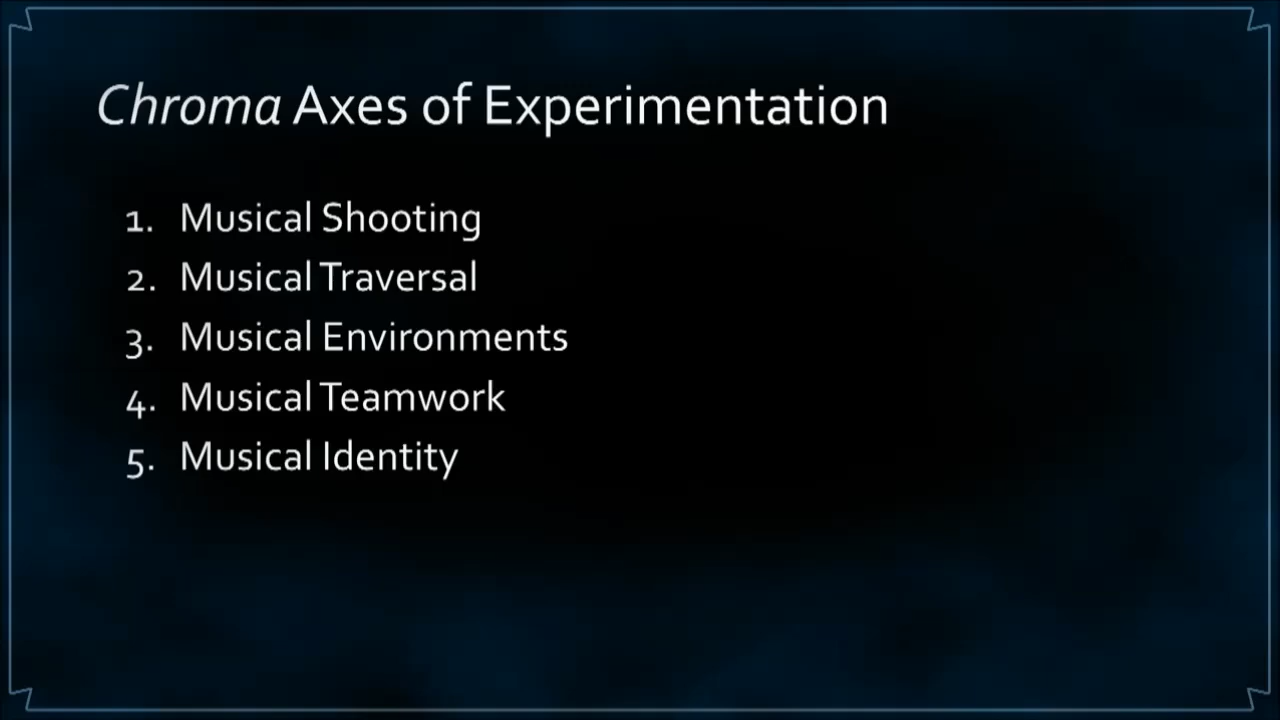 Chroma Axes of Experimentation
1. Musical Shooting
2. Musical Traversal
3. Musical Environments
4. Musical Teamwork
5. Musical Identity